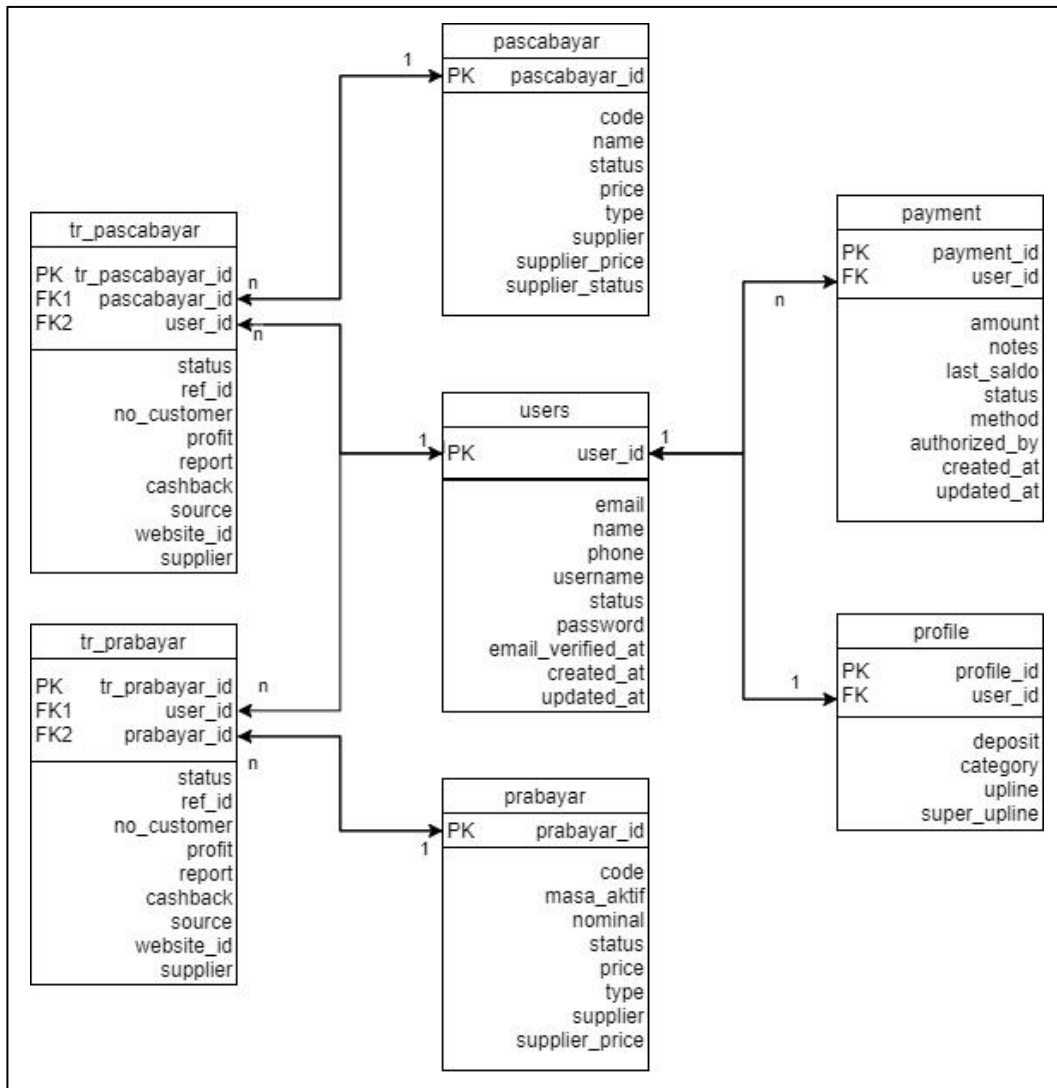 pascabayar
PK pascabayar_id
code
name
status
price
type
supplier
supplier_price
supplier_status
1
tr_pascabayar
PK tr_pascabayar_id
FK1 pascabayar_id
FK2 user_id
n
n
status
ref_id
no_customer
profit
report
cashback
source
website_id
supplier
payment
PK payment_id
FK user_id
n
amount
notes
last_saldo
status
method
authorized_by
created_at
updated_at
users
1
PK user_id
1
email
name
phone
username
status
password
email_verified_at
created_at
updated_at
tr_prabayar
PK tr_prabayar_id
FK1 user_id
FK2 prabayar_id
n
n
status
ref_id
no_customer
profit
report
cashback
source
website_id
supplier
profile
PK profile_id
FK user_id
1
deposit
category
upline
super_upline
prabayar
PK prabayar_id
1
code
masa_aktif
nominal
status
price
type
supplier
supplier_price